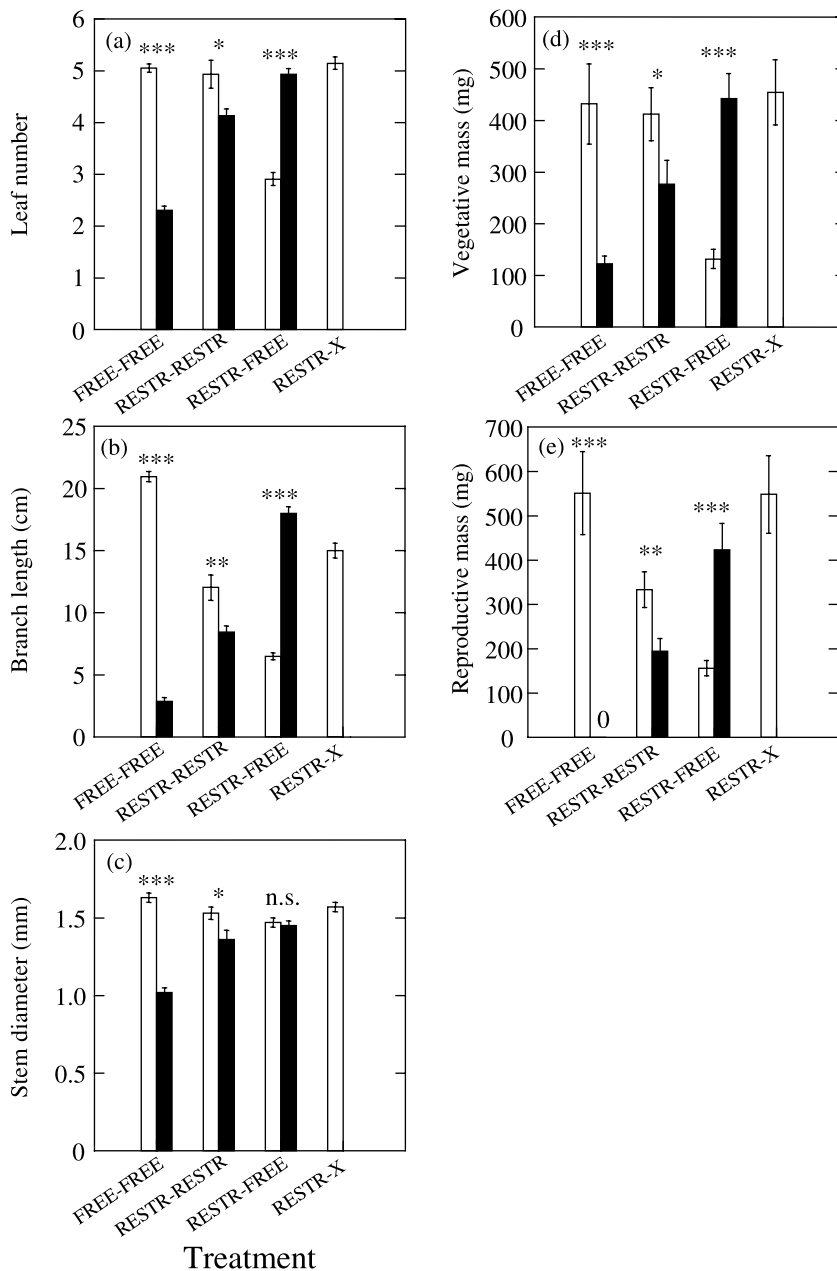 (a)
Leaf number
6
5
4
3
2
1
0
*** * ***
FREE-FREE
RESTR-RESTR
RESTR-FREE
RESTR-X
(b)
Branch length (cm)
25
20
15
10
5
0
*** ** ***
FREE-FREE
RESTR-RESTR
RESTR-FREE
RESTR-X
(c)
Stem diameter (mm)
2.0
1.5
1.0
0.5
0
*** * n.s.
FREE-FREE
RESTR-RESTR
RESTR-FREE
RESTR-X
Treatment
(d)
Vegetative mass (mg)
600
500
400
300
200
100
0
*** * ***
FREE-FREE
RESTR-RESTR
RESTR-FREE
RESTR-X
(e)
Reproductive mass (mg)
700
600
500
400
300
200
100
0
*** ** ***
0
FREE-FREE
RESTR-RESTR
RESTR-FREE
RESTR-X